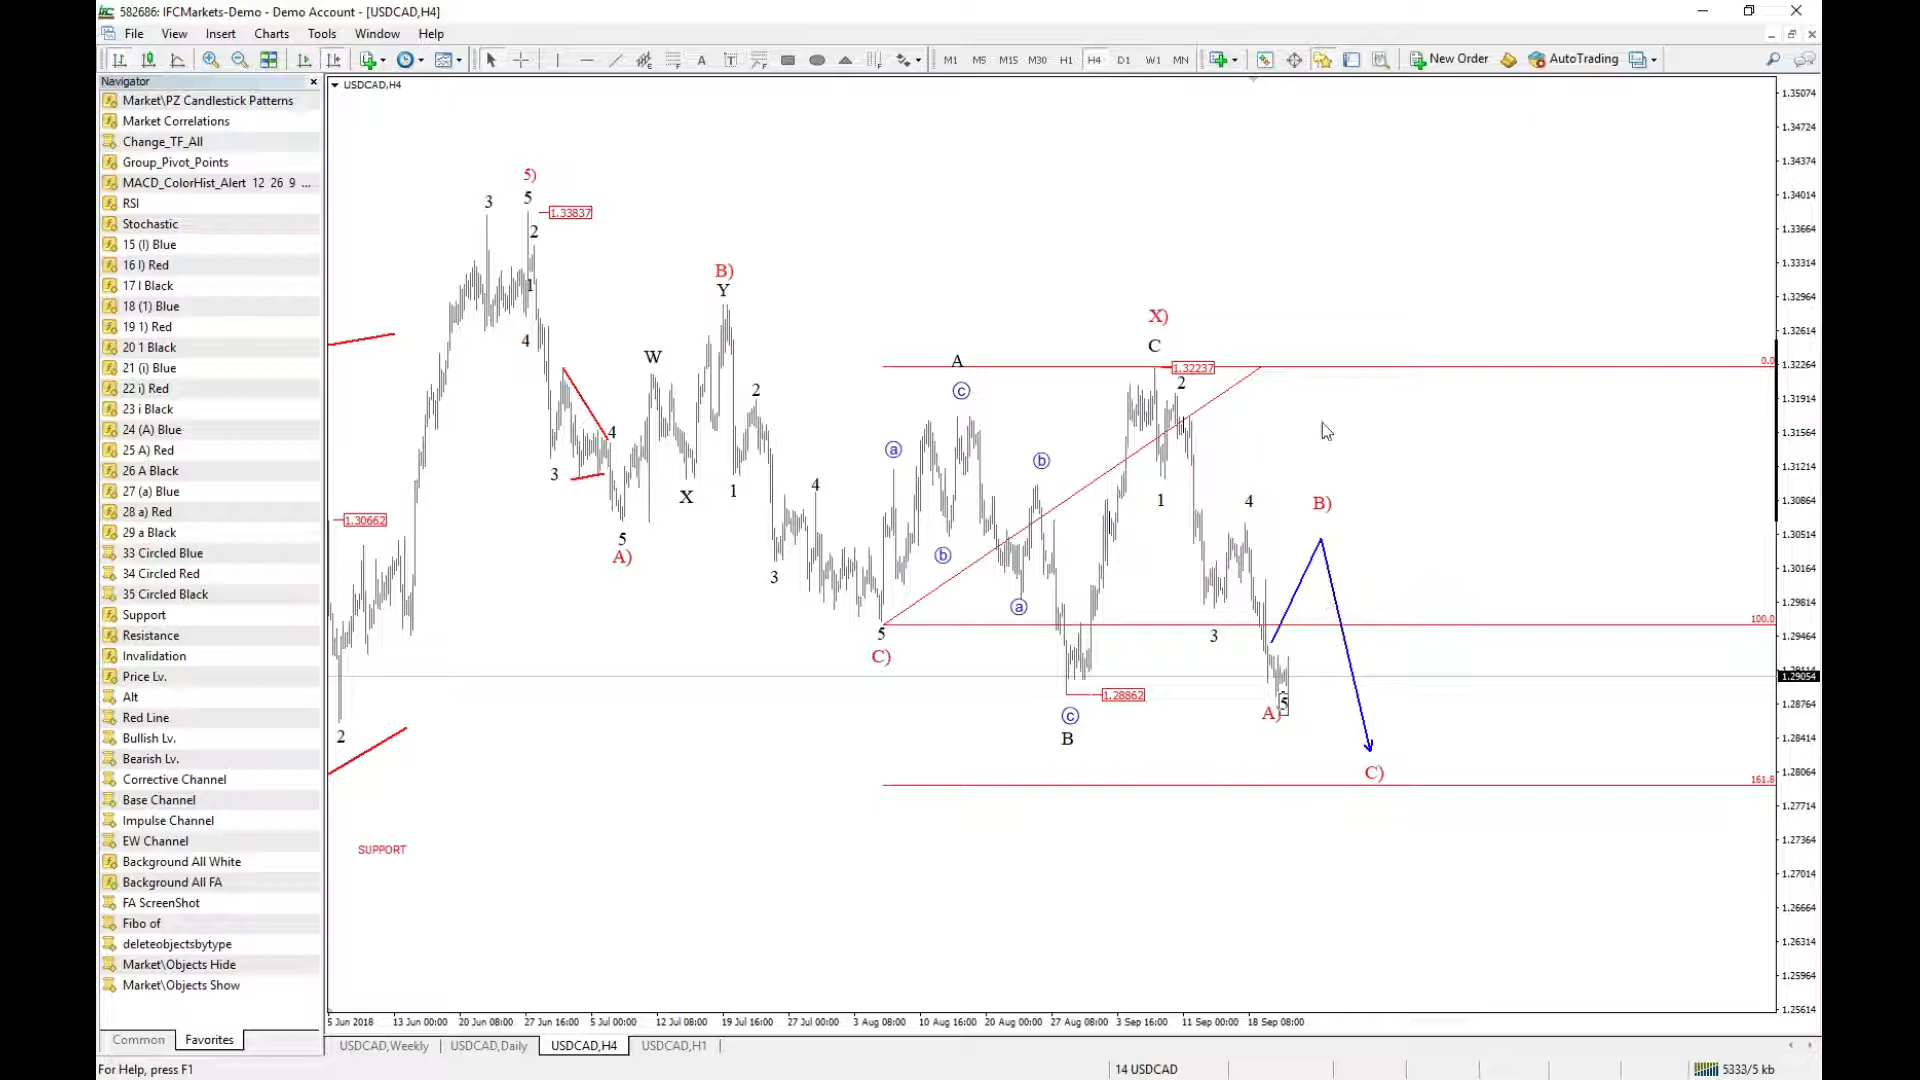 582686: IFCMarkets-Demo - Demo Account - [USDCAD,H4]
File View Insert Charts Tools Window Help
M1 M5 M15 M30 H1 H4 D1 W1 MN New Order AutoTrading
Navigator
Market\PZ Candlestick Patterns
Market Correlations
Change_TF_All
Group_Pivot_Points
MACD_ColorHist_Alert 12 26 9 ...
RSI
Stochastic
15 (I) Blue
16 I) Red
17 I Black
18 (1) Blue
19 1) Red
20 1 Black
21 (i) Blue
22 i) Red
23 i Black
24 (A) Blue
25 A) Red
26 A Black
27 (a) Blue
28 a) Red
29 a Black
33 Circled Blue
34 Circled Red
35 Circled Black
Support
Resistance
Invalidation
Price Lv.
Alt
Red Line
Bullish Lv.
Bearish Lv.
Corrective Channel
Base Channel
Impulse Channel
EW Channel
Background All White
Background All FA
FA ScreenShot
Fibo of
deleteobjectsbytype
Market\Objects Hide
Market\Objects Show
Common Favorites
USDCAD,H4
5)
3 5 1.33837
2
1
4
B)
Y
W
X
2
1
4
3
4
3
5
A)
1.30662
2
5
C)
A
c
a
b
b
a
1.28862
c
B
X)
C
1.32237
2
1
4
3
B)
5
A)
C)
SUPPORT
0.0
100.0
161.8
1.35074
1.34724
1.34374
1.34014
1.33664
1.33314
1.32964
1.32614
1.32264
1.31914
1.31564
1.31214
1.30864
1.30514
1.30164
1.29814
1.29464
1.29114
1.29054
1.28764
1.28414
1.28064
1.27714
1.27364
1.27014
1.26664
1.26314
1.25964
1.25614
5 Jun 2018 13 Jun 00:00 20 Jun 08:00 27 Jun 16:00 5 Jul 00:00 12 Jul 08:00 19 Jul 16:00 27 Jul 00:00 3 Aug 08:00 10 Aug 16:00 20 Aug 00:00 27 Aug 08:00 3 Sep 16:00 11 Sep 00:00 18 Sep 08:00
USDCAD,Weekly USDCAD,Daily USDCAD,H4 USDCAD,H1
For Help, press F1 14 USDCAD 5333/5 kb